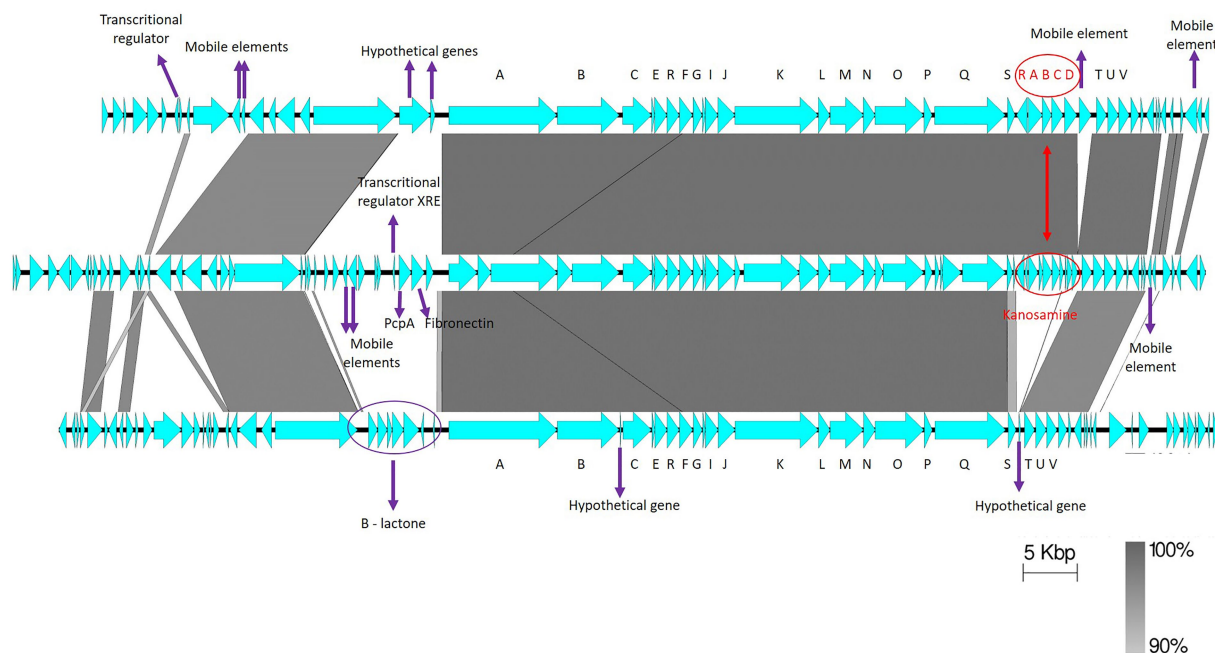 Transcritional
regulator
Mobile elements
Hypothetical genes
Mobile element
Mobile
element
A B C E R F G I J K L M N O P Q S R A B C D T U V
Transcritional
regulator XRE
PcpA
Fibronectin
Kanosamine
Mobile
elements
Mobile
element
A B C E R F G I J K L M N O P Q S T U V
Hypothetical gene
Hypothetical gene
B - lactone
5 Kbp
100%
90%